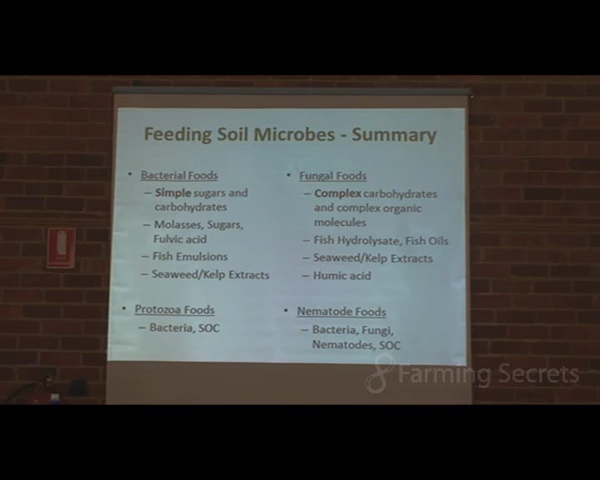 Feeding Soil Microbes - Summary
• Bacterial Foods
– Simple sugars and
carbohydrates
– Molasses, Sugars,
Fulvic acid
– Fish Emulsions
– Seaweed/Kelp Extracts
• Fungal Foods
– Complex carbohydrates
and complex organic
molecules
– Fish Hydrolysate, Fish Oils
– Seaweed/Kelp Extracts
– Humic acid
• Protozoa Foods
– Bacteria, SOC
• Nematode Foods
– Bacteria, Fungi,
Nematodes, SOC
Farming Secrets